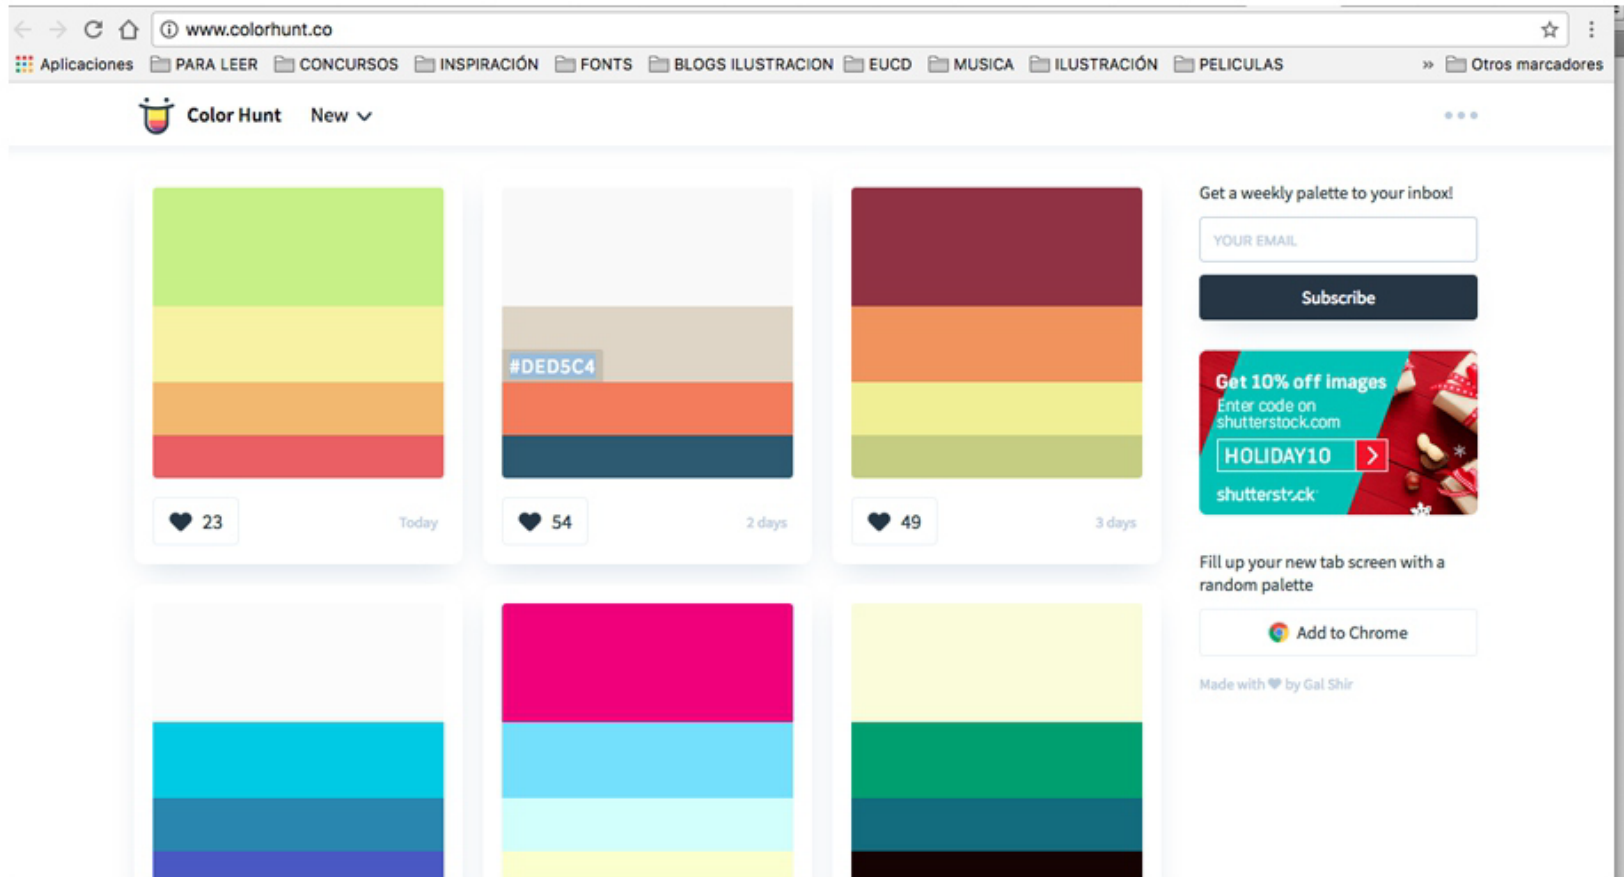 www.colorhunt.co
Aplicaciones PARA LEER CONCURSOS INSPIRACIÓN FONTS BLOGS ILUSTRACION EUCD MUSICA ILUSTRACIÓN PELICULAS » Otros marcadores
Color Hunt New
#DED5C4
23 Today
54 2 days
49 3 days
Get a weekly palette to your inbox!
YOUR EMAIL
Subscribe
Get 10% off images
Enter code on
shutterstock.com
HOLIDAY10
shutterstock
Fill up your new tab screen with a
random palette
Add to Chrome
Made with ♥ by Gal Shir